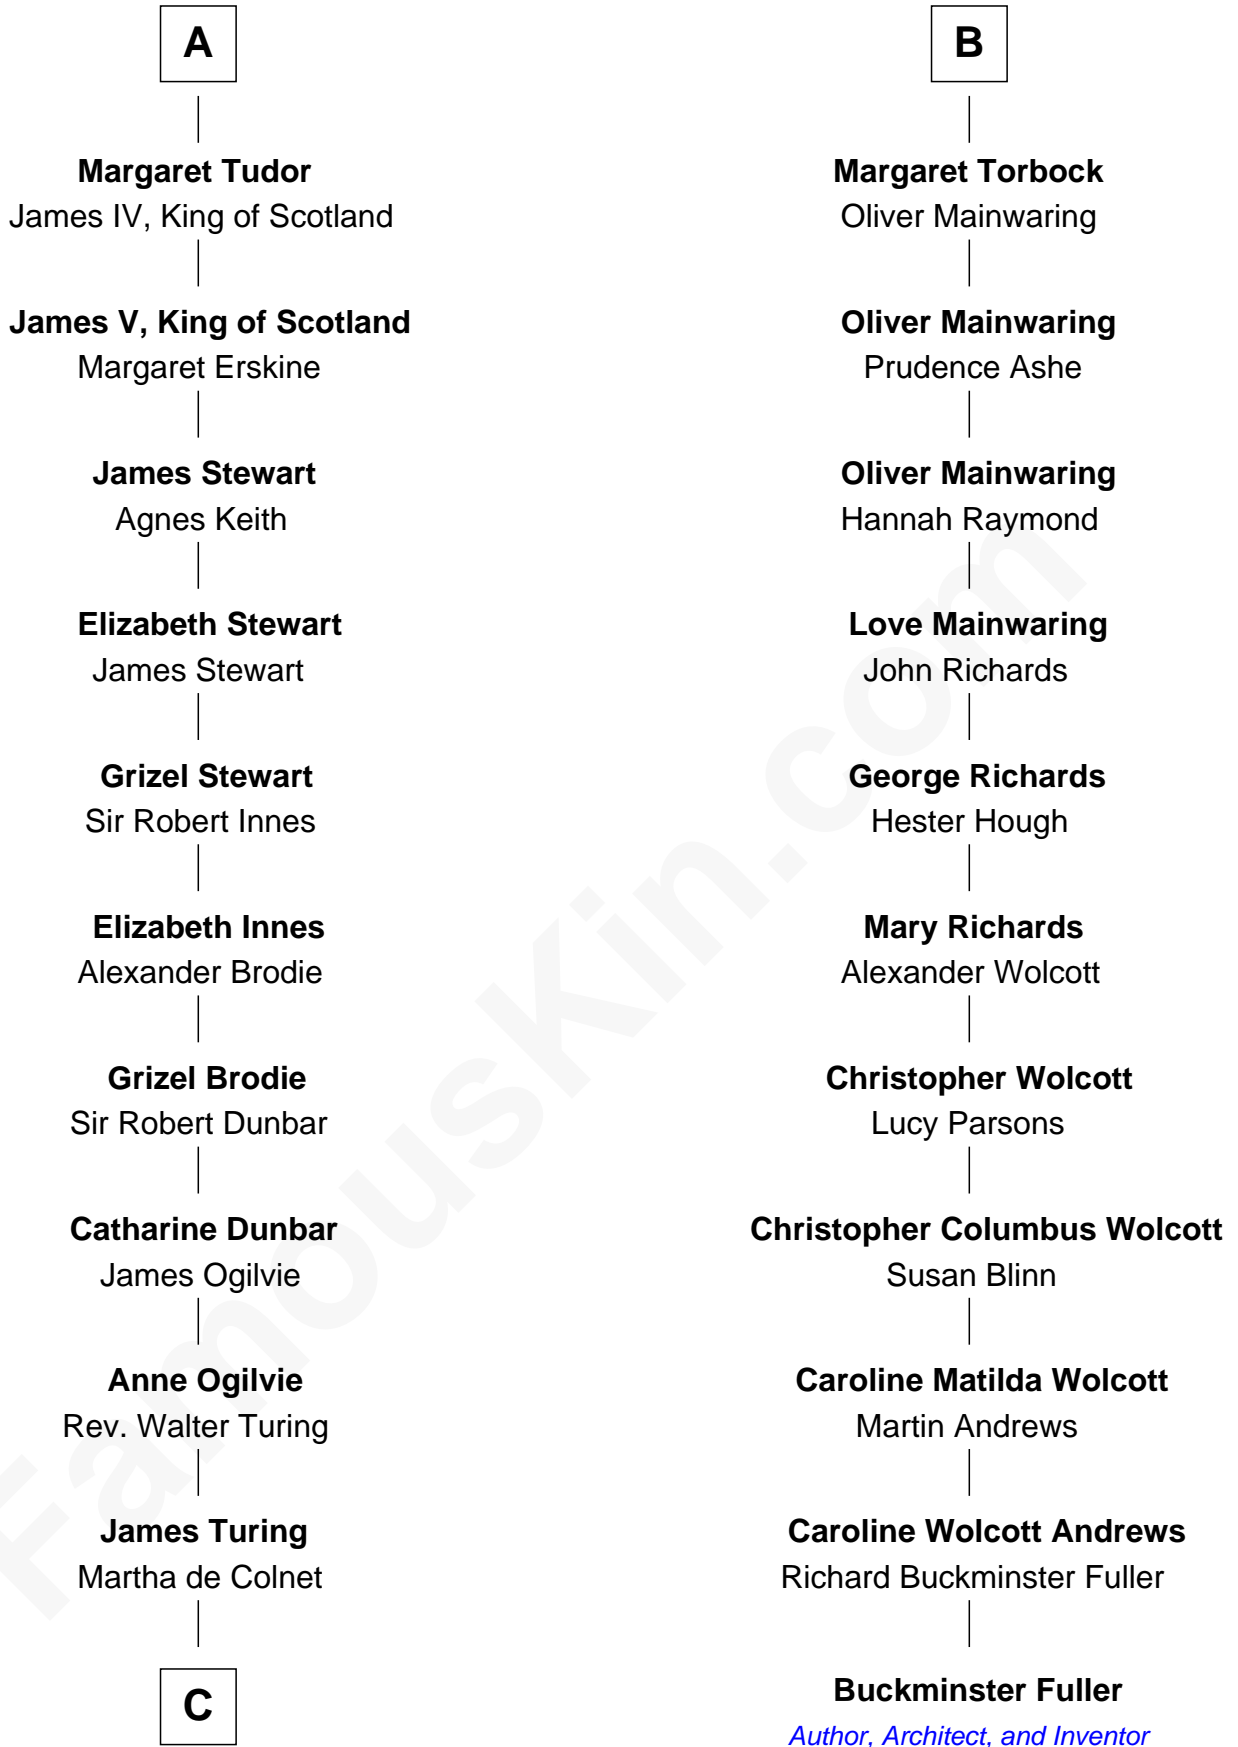 A
Margaret Tudor
James IV, King of Scotland
James V, King of Scotland
Margaret Erskine
James Stewart
Agnes Keith
Elizabeth Stewart
James Stewart
Grizel Stewart
Sir Robert Innes
Elizabeth Innes
Alexander Brodie
Grizel Brodie
Sir Robert Dunbar
Catharine Dunbar
James Ogilvie
Anne Ogilvie
Rev. Walter Turing
James Turing
Martha de Colnet
C
B
Margaret Torbock
Oliver Mainwaring
Oliver Mainwaring
Prudence Ashe
Oliver Mainwaring
Hannah Raymond
Love Mainwaring
John Richards
George Richards
Hester Hough
Mary Richards
Alexander Wolcott
Christopher Wolcott
Lucy Parsons
Christopher Columbus Wolcott
Susan Blinn
Caroline Matilda Wolcott
Martin Andrews
Caroline Wolcott Andrews
Richard Buckminster Fuller
Buckminster Fuller
Author, Architect, and Inventor
FamousKin.com